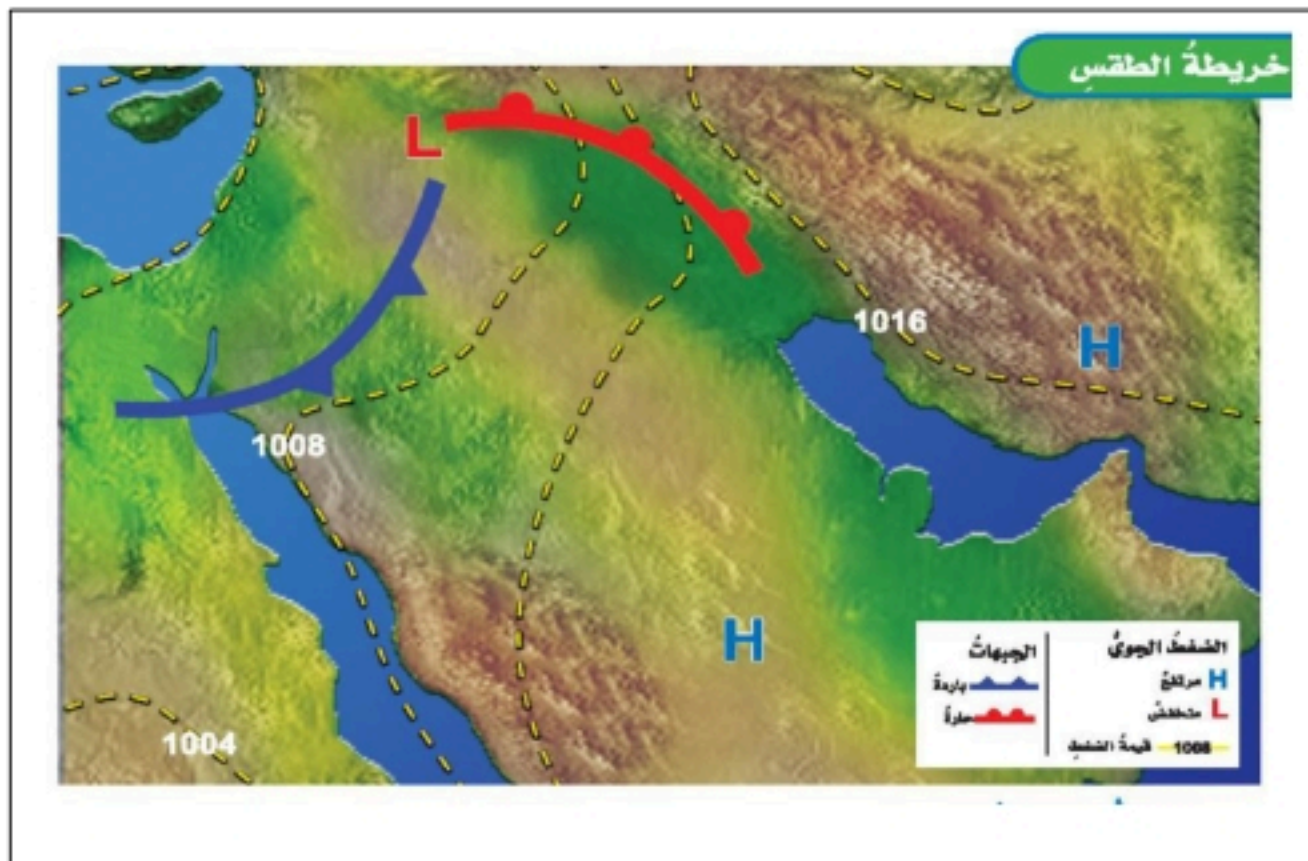 خريطةُ الطقسِ
L
1016
H
1008
H
1004
الضغطُ الجويُّ
H مرتفعٌ
L منخفضٌ
1008 قيمةُ الضغطِ
الجبهاتُ
باردةٌ
حارةٌ